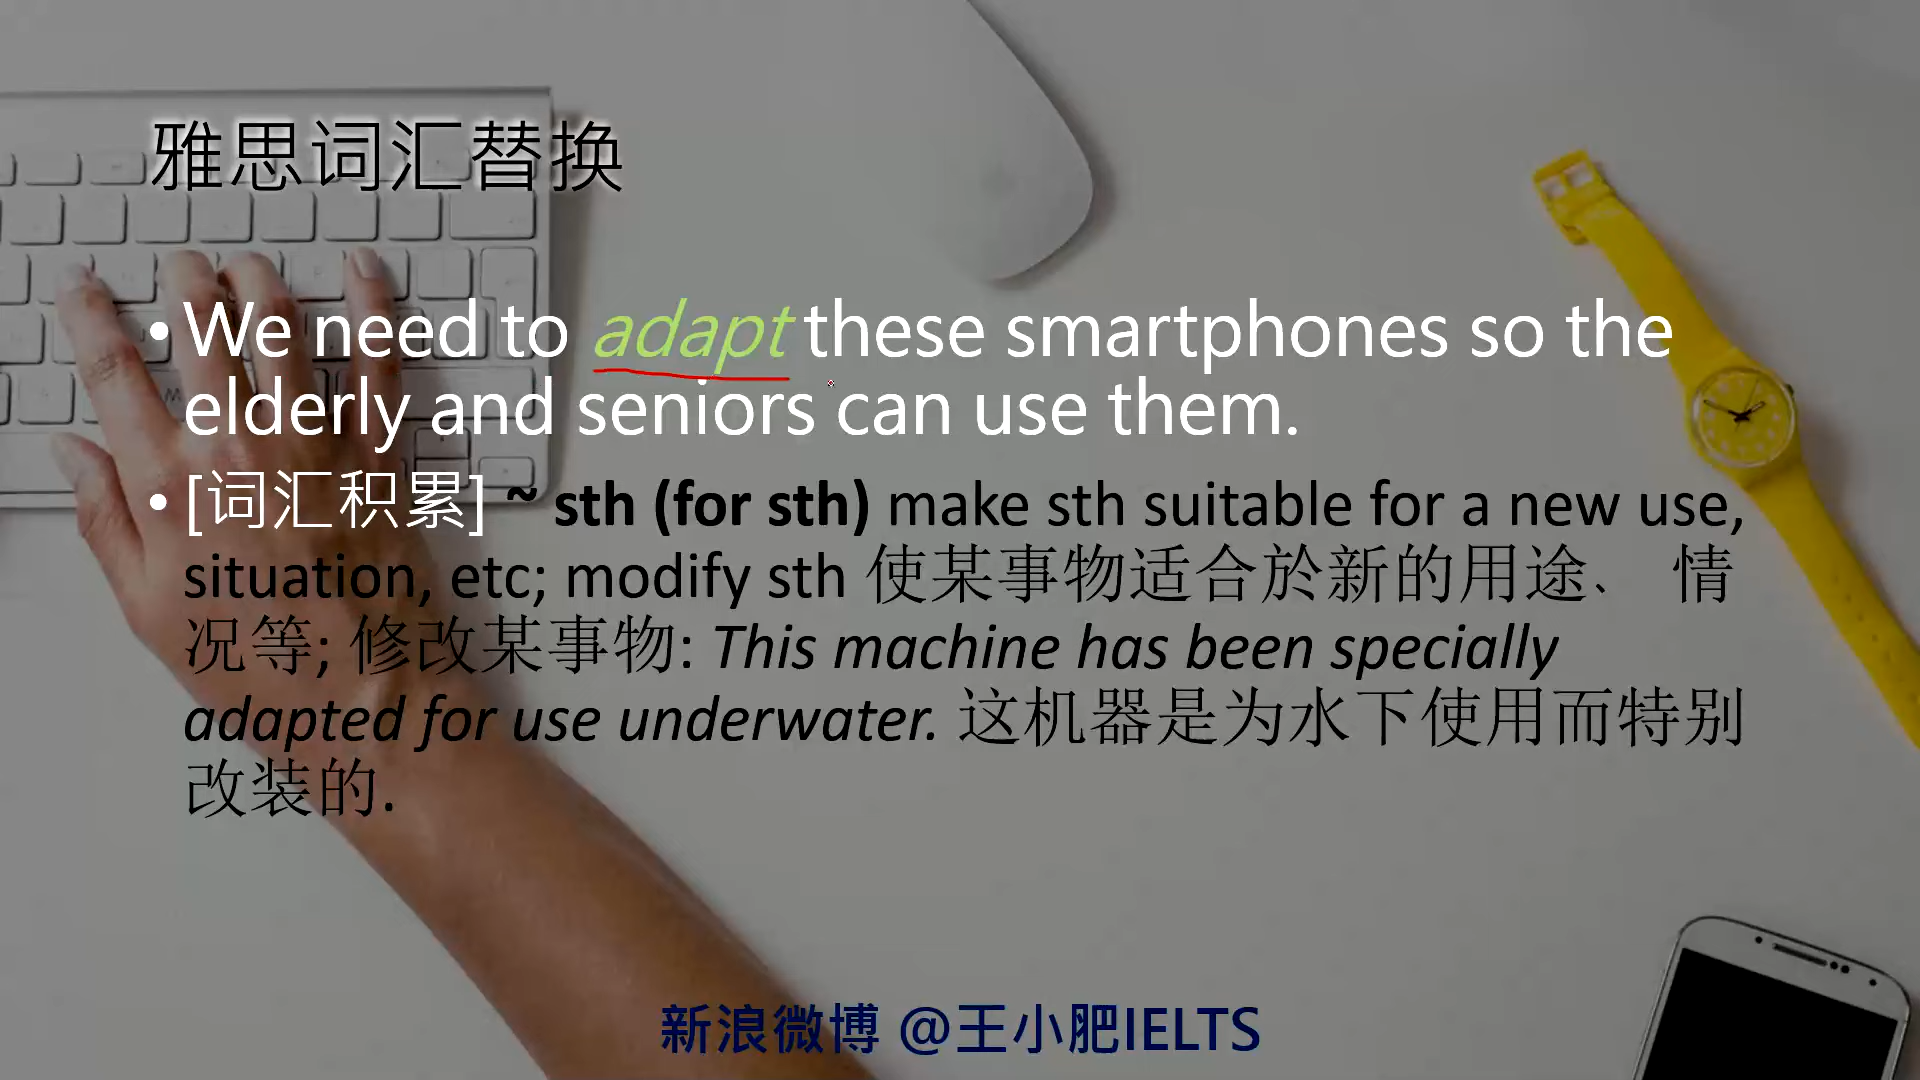 雅思词汇替换
• We need to adapt these smartphones so the
elderly and seniors can use them.
• [词汇积累] ~ sth (for sth) make sth suitable for a new use,
situation, etc; modify sth 使某事物适合於新的用途、 情
况等; 修改某事物: This machine has been specially
adapted for use underwater. 这机器是为水下使用而特别
改装的.
新浪微博 @王小肥IELTS